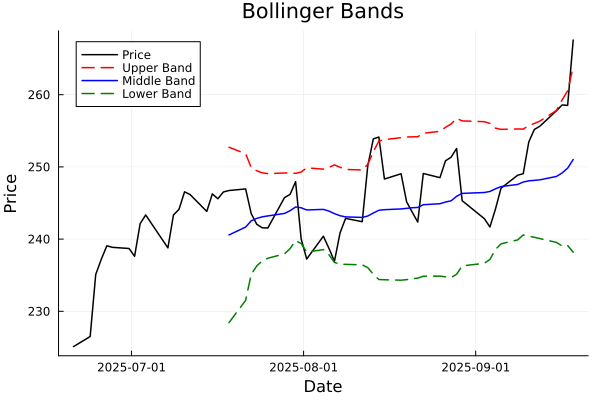 Bollinger Bands
Price
Upper Band
Middle Band
Lower Band
260
250
240
230
Price
2025-07-01
2025-08-01
2025-09-01
Date